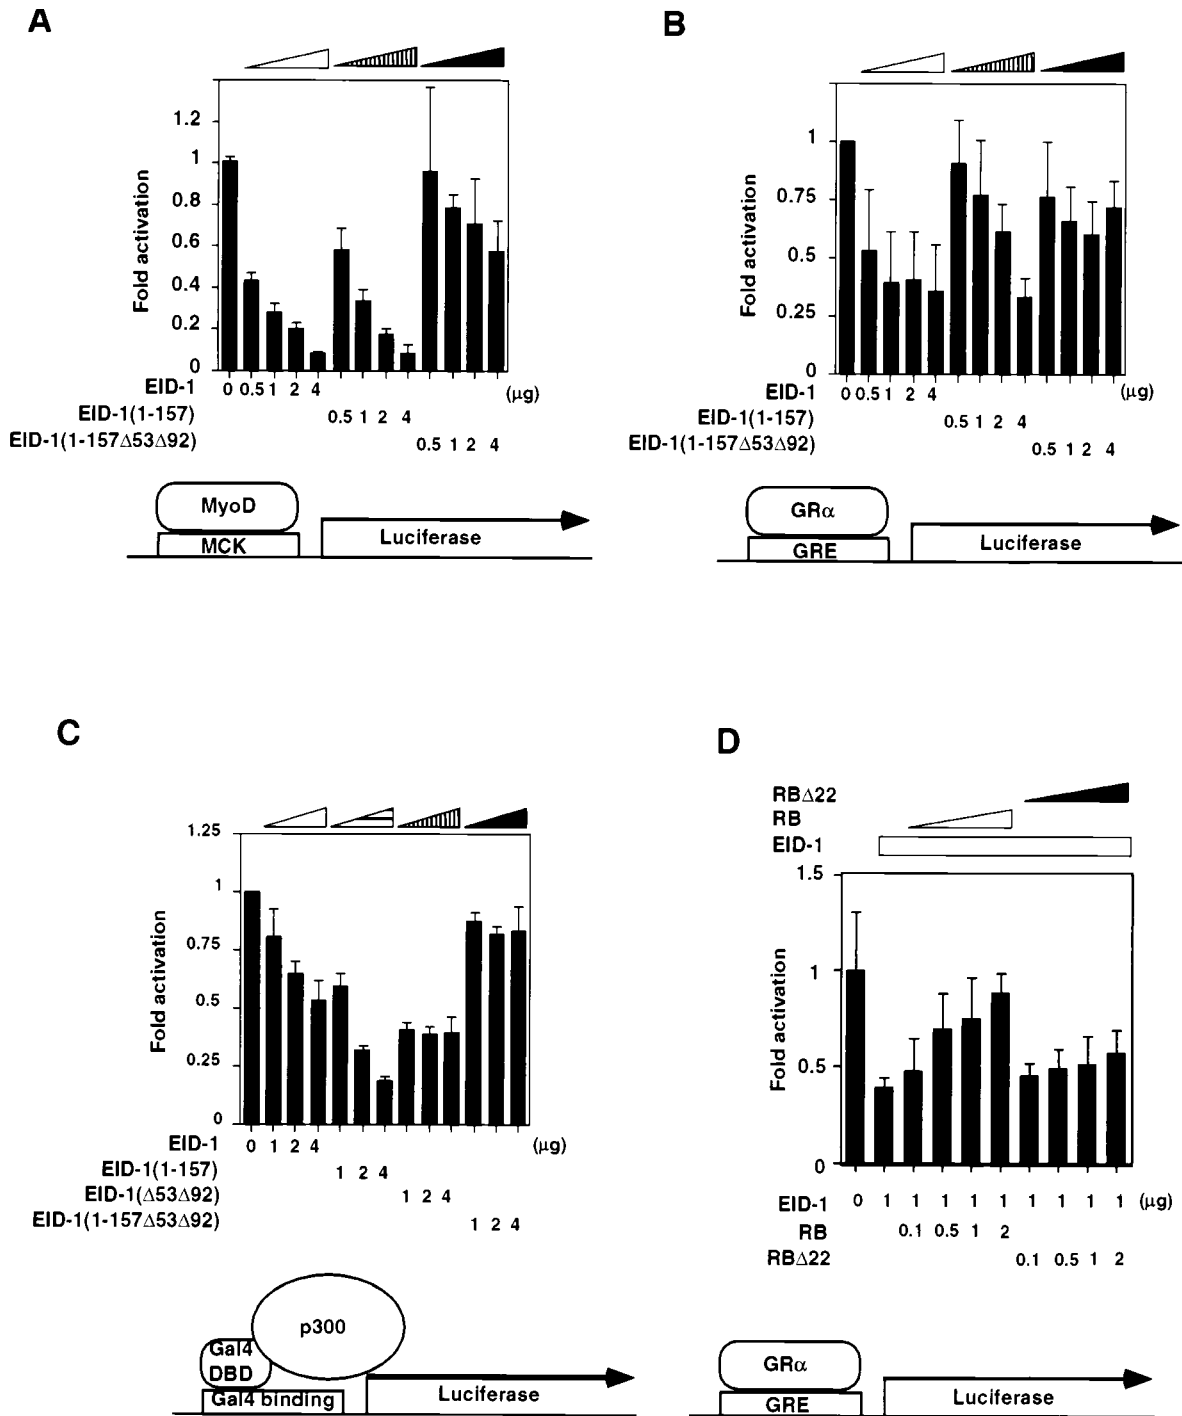 A
Fold activation
1.2
1
0.8
0.6
0.4
0.2
0
EID-1 0 0.5 1 2 4 (µg)
EID-1(1-157) 0.5 1 2 4
EID-1(1-157Δ53Δ92) 0.5 1 2 4
MyoD
MCK
Luciferase
B
Fold activation
1
0.75
0.5
0.25
0
EID-1 0 0.5 1 2 4 (µg)
EID-1(1-157) 0.5 1 2 4
EID-1(1-157Δ53Δ92) 0.5 1 2 4
GRα
GRE
Luciferase
C
Fold activation
1.25
1
0.75
0.5
0.25
0
EID-1 0 1 2 4 (µg)
EID-1(1-157) 1 2 4
EID-1(Δ53Δ92) 1 2 4
EID-1(1-157Δ53Δ92) 1 2 4
p300
Gal4
DBD
Gal4 binding
Luciferase
D
RBΔ22
RB
EID-1
Fold activation
1.5
1
0.5
0
EID-1 0 1 1 1 1 1 1 1 1 1 (µg)
RB 0.1 0.5 1 2
RBΔ22 0.1 0.5 1 2
GRα
GRE
Luciferase